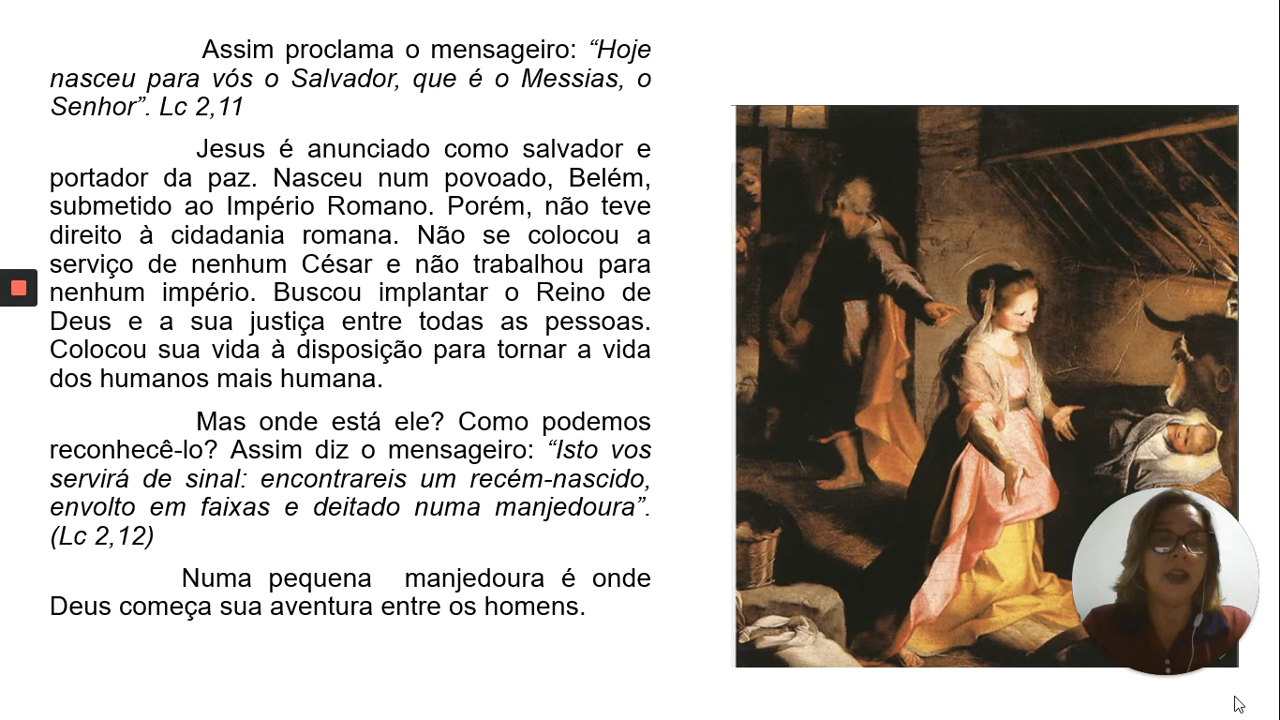 Assim proclama o mensageiro: “Hoje
nasceu para vós o Salvador, que é o Messias, o
Senhor”. Lc 2,11
Jesus é anunciado como salvador e
portador da paz. Nasceu num povoado, Belém,
submetido ao Império Romano. Porém, não teve
direito à cidadania romana. Não se colocou a
serviço de nenhum César e não trabalhou para
nenhum império. Buscou implantar o Reino de
Deus e a sua justiça entre todas as pessoas.
Colocou sua vida à disposição para tornar a vida
dos humanos mais humana.
Mas onde está ele? Como podemos
reconhecê-lo? Assim diz o mensageiro: “Isto vos
servirá de sinal: encontrareis um recém-nascido,
envolto em faixas e deitado numa manjedoura”.
(Lc 2,12)
Numa pequena manjedoura é onde
Deus começa sua aventura entre os homens.